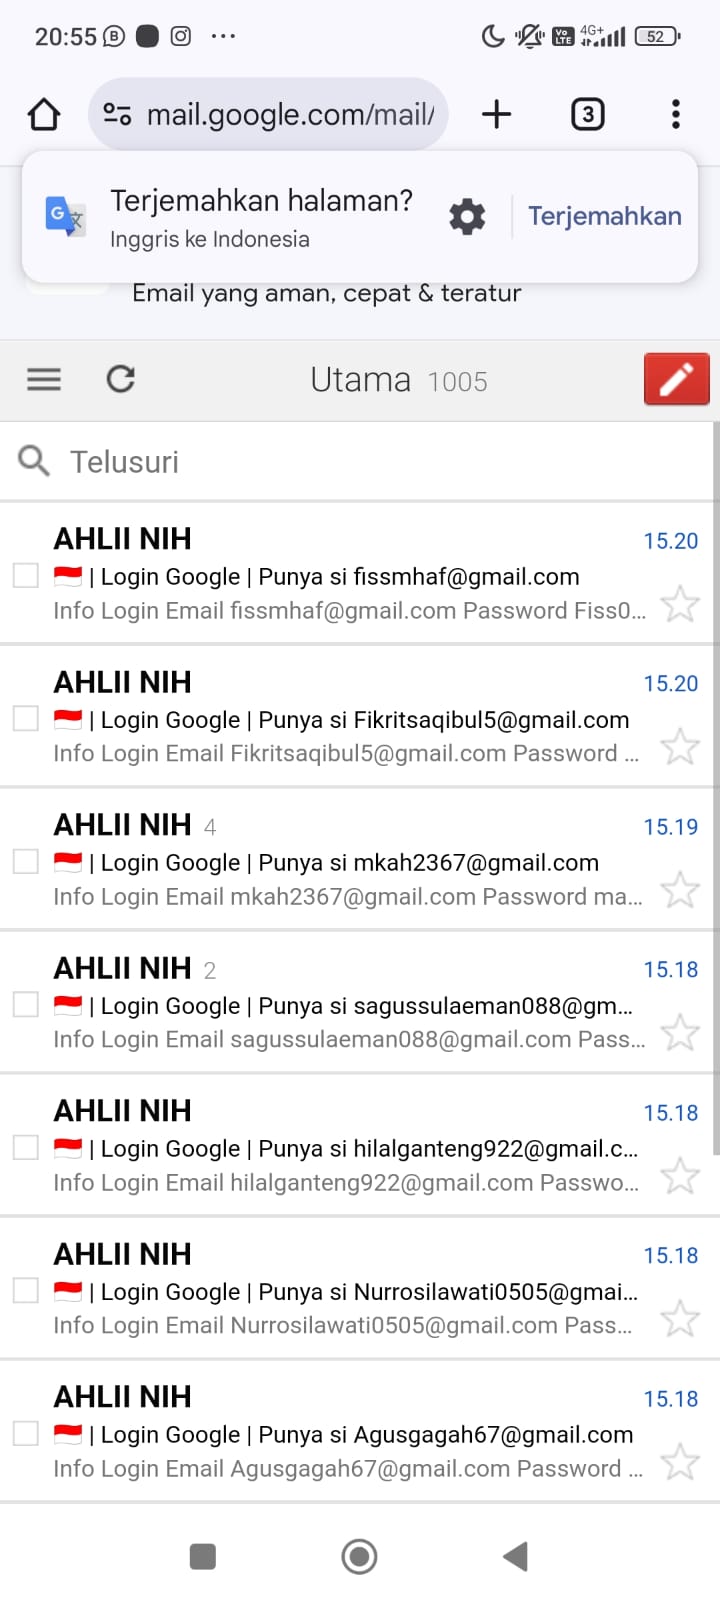 20:55
Vo LTE 4G+ 52
mail.google.com/mail/
3
Terjemahkan halaman?
Inggris ke Indonesia
Terjemahkan
Email yang aman, cepat & teratur
Utama 1005
Telusuri
AHLII NIH 15.20
| Login Google | Punya si fissmhaf@gmail.com
Info Login Email fissmhaf@gmail.com Password Fiss0...
AHLII NIH 15.20
| Login Google | Punya si Fikritsaqibul5@gmail.com
Info Login Email Fikritsaqibul5@gmail.com Password ...
AHLII NIH 4 15.19
| Login Google | Punya si mkah2367@gmail.com
Info Login Email mkah2367@gmail.com Password ma...
AHLII NIH 2 15.18
| Login Google | Punya si sagussulaeman088@gm...
Info Login Email sagussulaeman088@gmail.com Pass...
AHLII NIH 15.18
| Login Google | Punya si hilalganteng922@gmail.c...
Info Login Email hilalganteng922@gmail.com Passwo...
AHLII NIH 15.18
| Login Google | Punya si Nurrosilawati0505@gmai...
Info Login Email Nurrosilawati0505@gmail.com Pass...
AHLII NIH 15.18
| Login Google | Punya si Agusgagah67@gmail.com
Info Login Email Agusgagah67@gmail.com Password ...